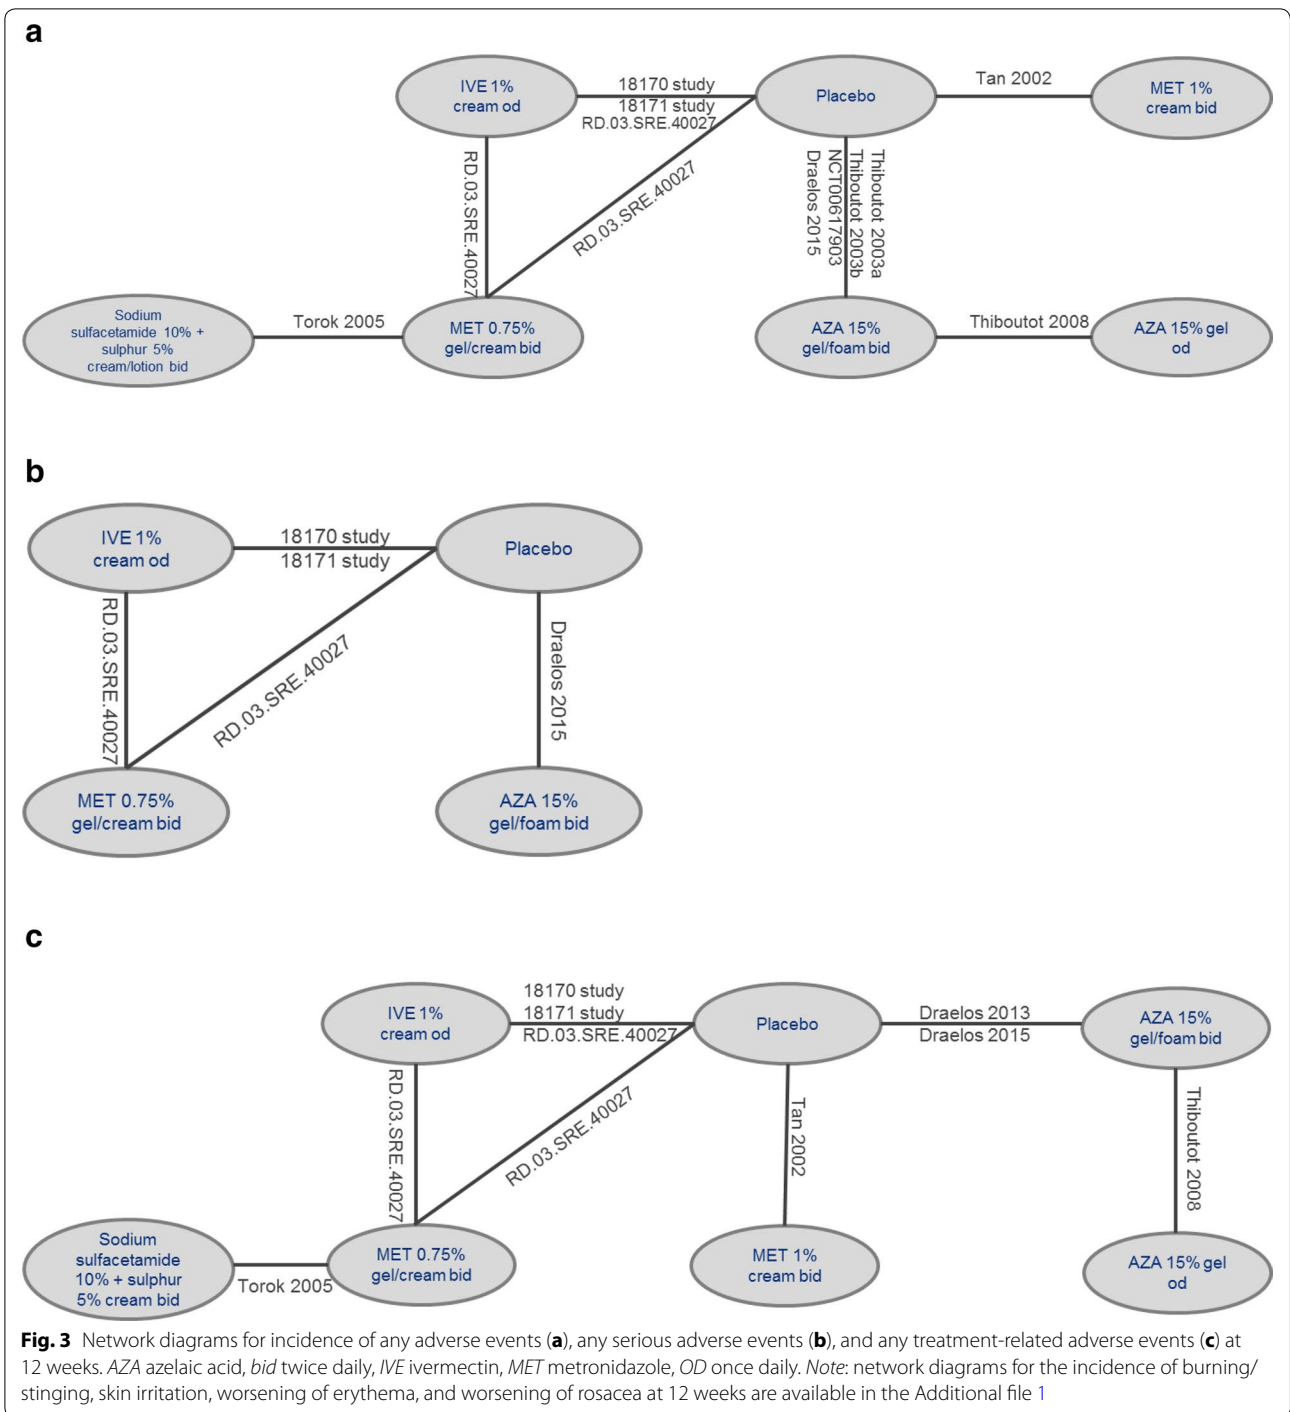 a
IVE 1%
cream od
18170 study
18171 study
RD.03.SRE.40027
Placebo
Tan 2002
MET 1%
cream bid
RD.03.SRE.40027
RD.03.SRE.40027
Thiboutot 2003a
Thiboutot 2003b
NCT00617903
Draelos 2015
Sodium
sulfacetamide 10% +
sulphur 5%
cream/lotion bid
Torok 2005
MET 0.75%
gel/cream bid
AZA 15%
gel/foam bid
Thiboutot 2008
AZA 15% gel
od
b
IVE 1%
cream od
18170 study
18171 study
Placebo
RD.03.SRE.40027
RD.03.SRE.40027
Draelos 2015
MET 0.75%
gel/cream bid
AZA 15%
gel/foam bid
c
IVE 1%
cream od
18170 study
18171 study
RD.03.SRE.40027
Placebo
Draelos 2013
Draelos 2015
AZA 15%
gel/foam bid
RD.03.SRE.40027
RD.03.SRE.40027
Tan 2002
Thiboutot 2008
Sodium
sulfacetamide
10% + sulphur
5% cream bid
Torok 2005
MET 0.75%
gel/cream bid
MET 1%
cream bid
AZA 15% gel
od
Fig. 3 Network diagrams for incidence of any adverse events (a), any serious adverse events (b), and any treatment-related adverse events (c) at
12 weeks. AZA azelaic acid, bid twice daily, IVE ivermectin, MET metronidazole, OD once daily. Note: network diagrams for the incidence of burning/
stinging, skin irritation, worsening of erythema, and worsening of rosacea at 12 weeks are available in the Additional file 1